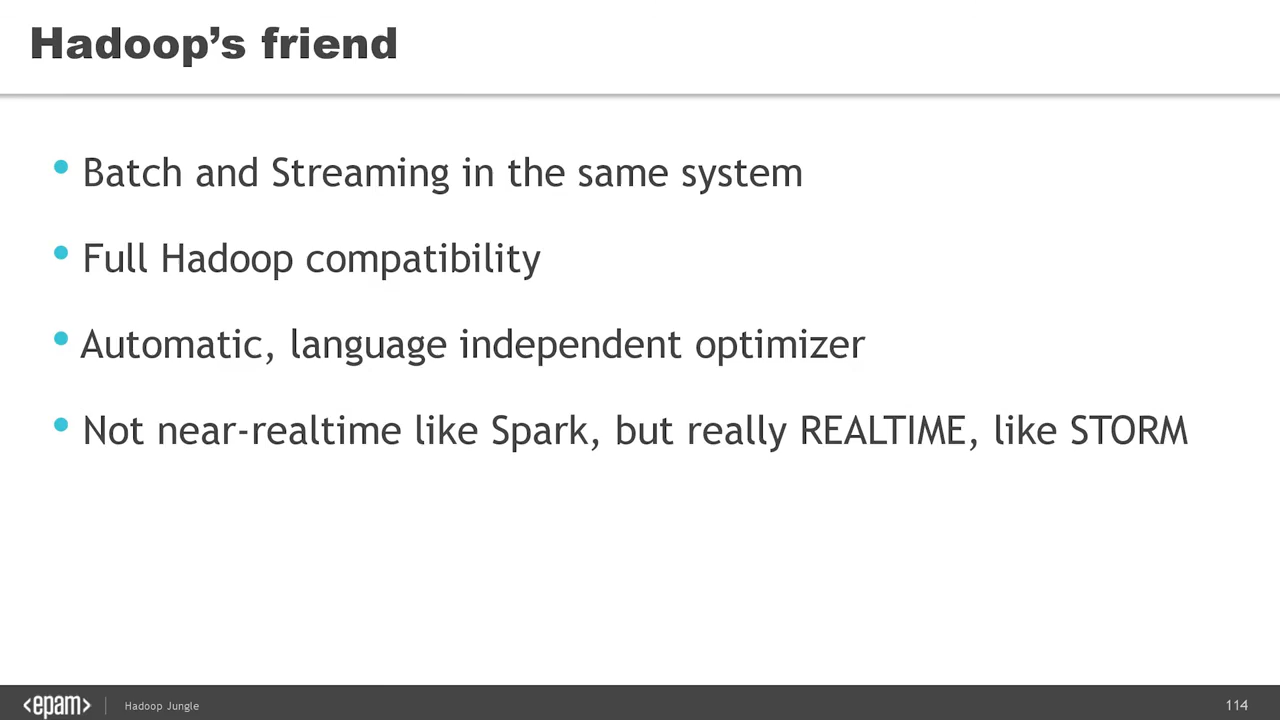 Hadoop’s friend
• Batch and Streaming in the same system
• Full Hadoop compatibility
• Automatic, language independent optimizer
• Not near-realtime like Spark, but really REALTIME, like STORM
<epam> Hadoop Jungle 114